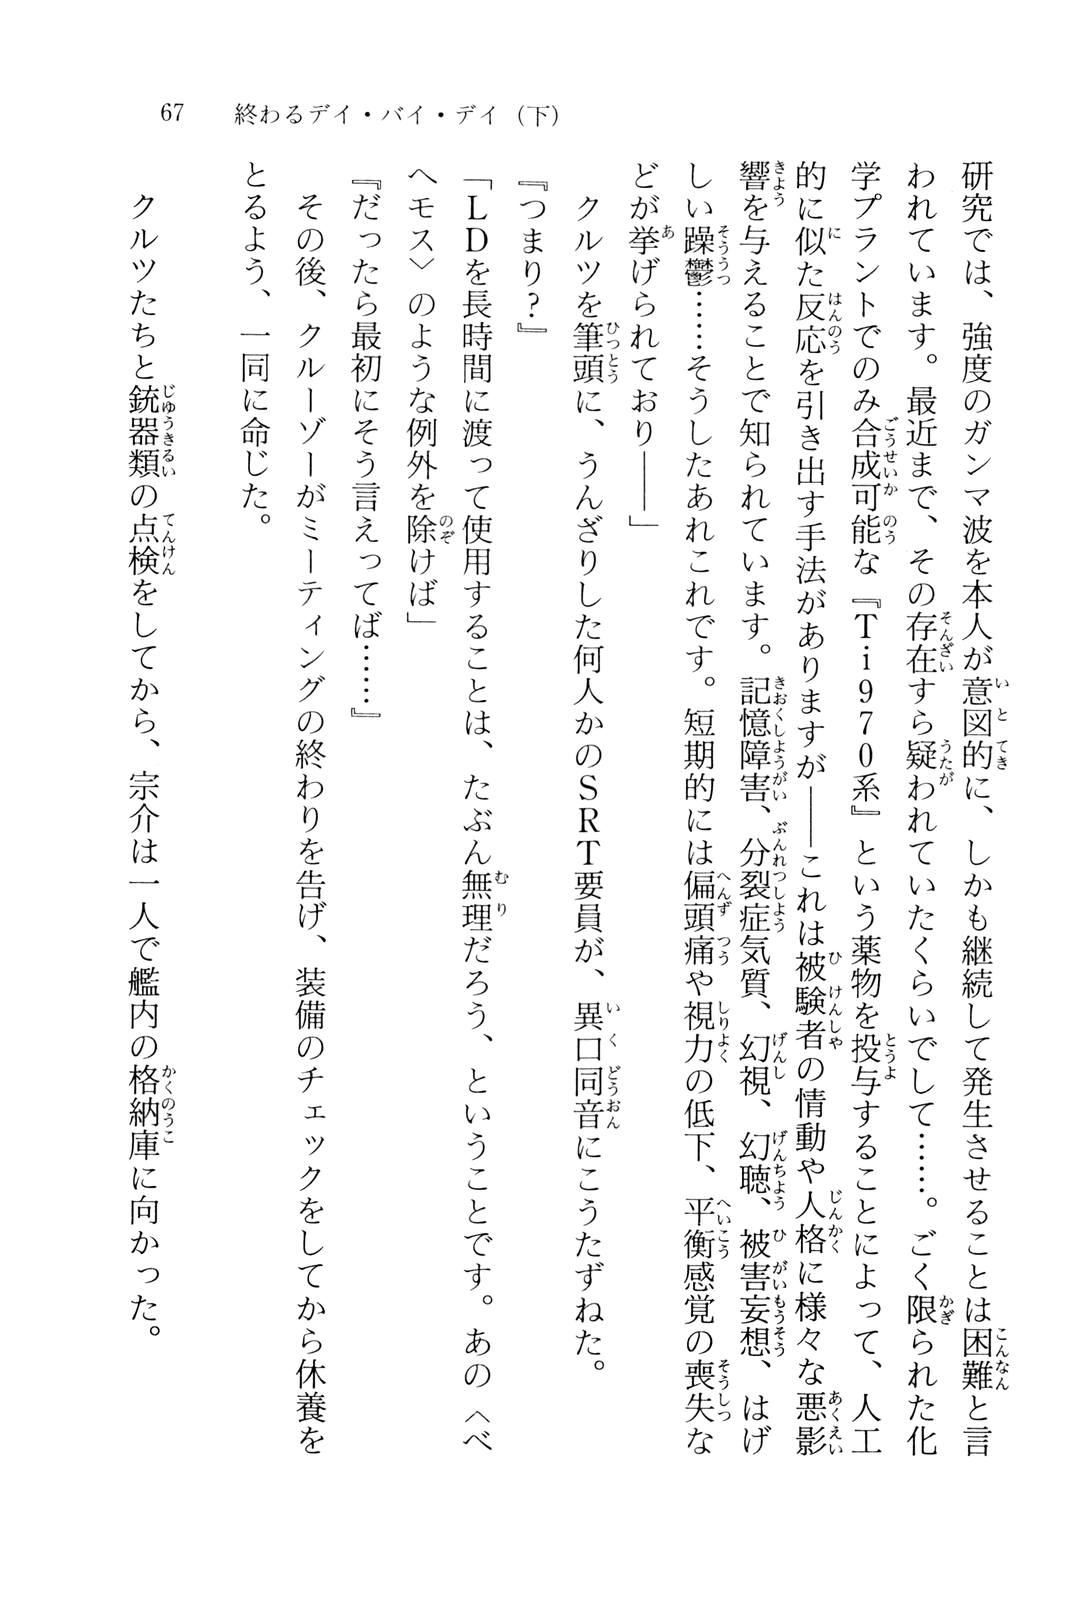 67　終わるデイ・バイ・デイ（下）
研究では、強度のガンマ波を本人が意図的に、しかも継続して発生させることは困難と言
われています。最近まで、その存在すら疑われていたくらいでして……。ごく限られた化
学プラントでのみ合成可能な『Ti970系』という薬物を投与することによって、人工
的に似た反応を引き出す手法がありますが――これは被験者の情動や人格に様々な悪影
響を与えることで知られています。記憶障害、分裂症気質、幻視、幻聴、被害妄想、はげ
しい躁鬱……そうしたあれこれです。短期的には偏頭痛や視力の低下、平衡感覚の喪失な
どが挙げられており――」
　クルツを筆頭に、うんざりした何人かのSRT要員が、異口同音にこうたずねた。
『つまり？』
「LDを長時間に渡って使用することは、たぶん無理だろう、ということです。あの〈ベ
ヘモス〉のような例外を除けば」
『だったら最初にそう言えってば……』
　その後、クルーゾーがミーティングの終わりを告げ、装備のチェックをしてから休養を
とるよう、一同に命じた。
　クルツたちと銃器類の点検をしてから、宗介は一人で艦内の格納庫に向かった。